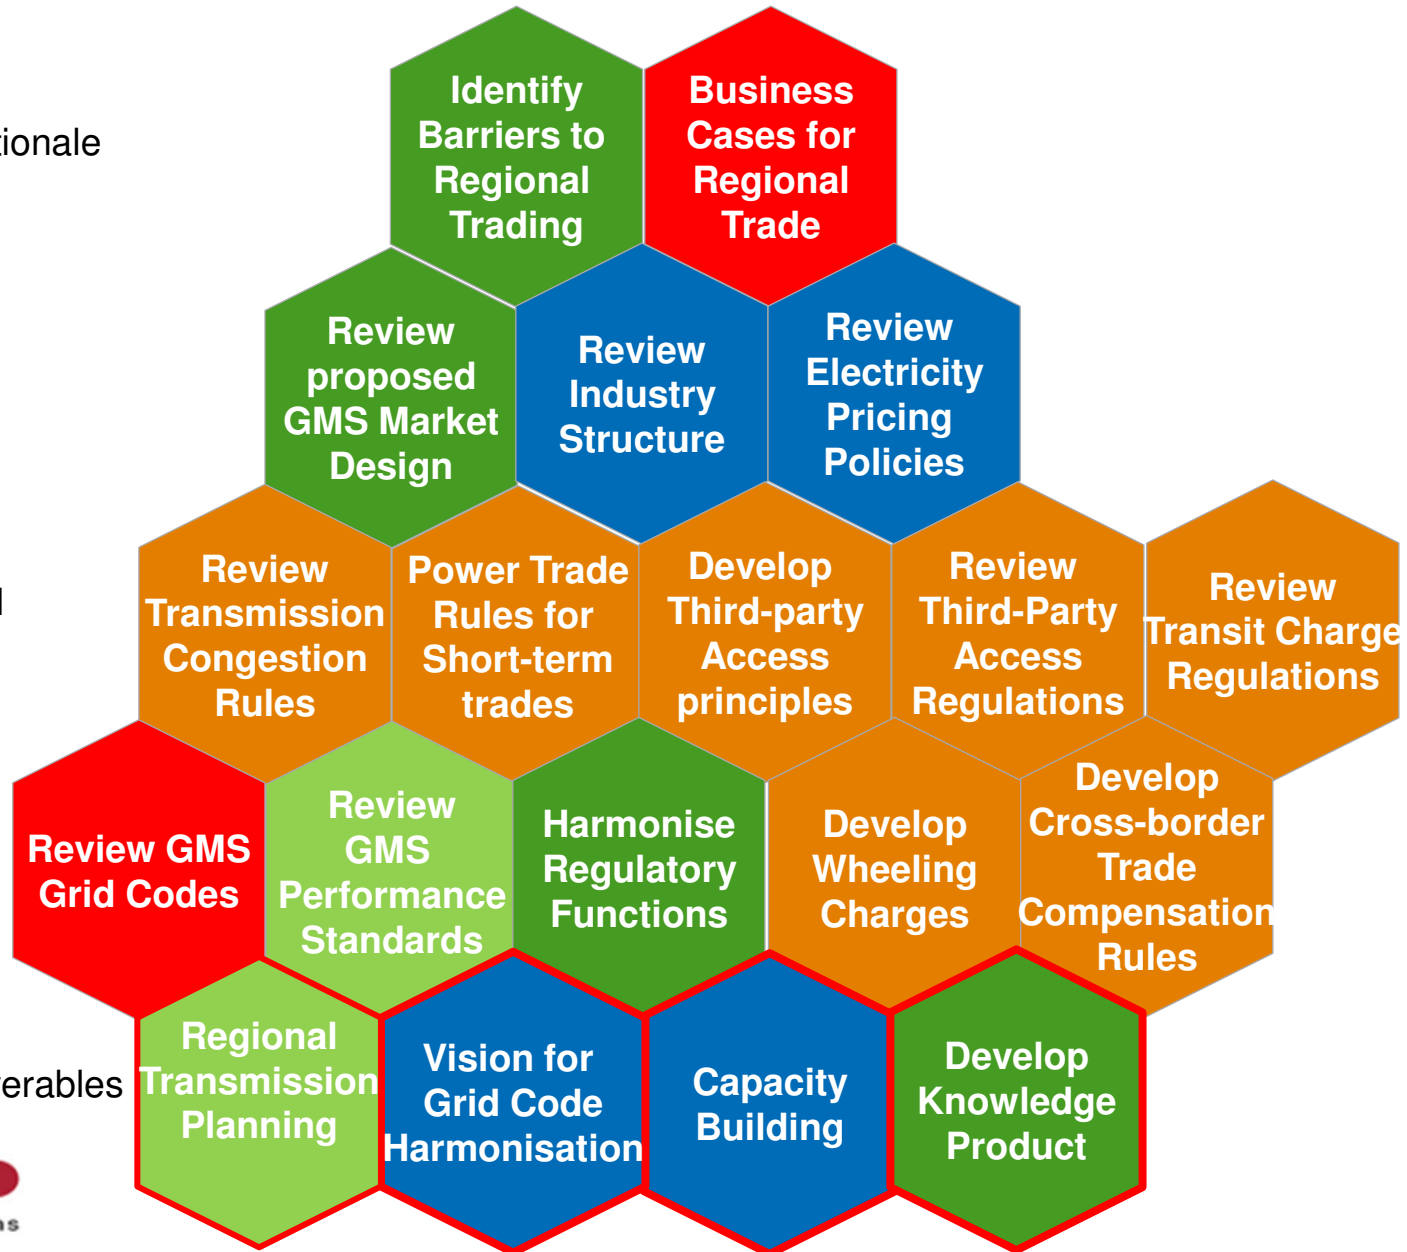 Identify
Barriers to
Regional
Trading
Business
Cases for
Regional
Trade
tionale
Review
proposed
GMS Market
Design
Review
Industry
Structure
Review
Electricity
Pricing
Policies
Review
Transmission
Congestion
Rules
Power Trade
Rules for
Short-term
trades
Develop
Third-party
Access
principles
Review
Third-Party
Access
Regulations
Review
Transit Charge
Regulations
Review GMS
Grid Codes
Review
GMS
Performance
Standards
Harmonise
Regulatory
Functions
Develop
Wheeling
Charges
Develop
Cross-border
Trade
Compensation
Rules
verables
Regional
Transmission
Planning
Vision for
Grid Code
Harmonisation
Capacity
Building
Develop
Knowledge
Product
ns